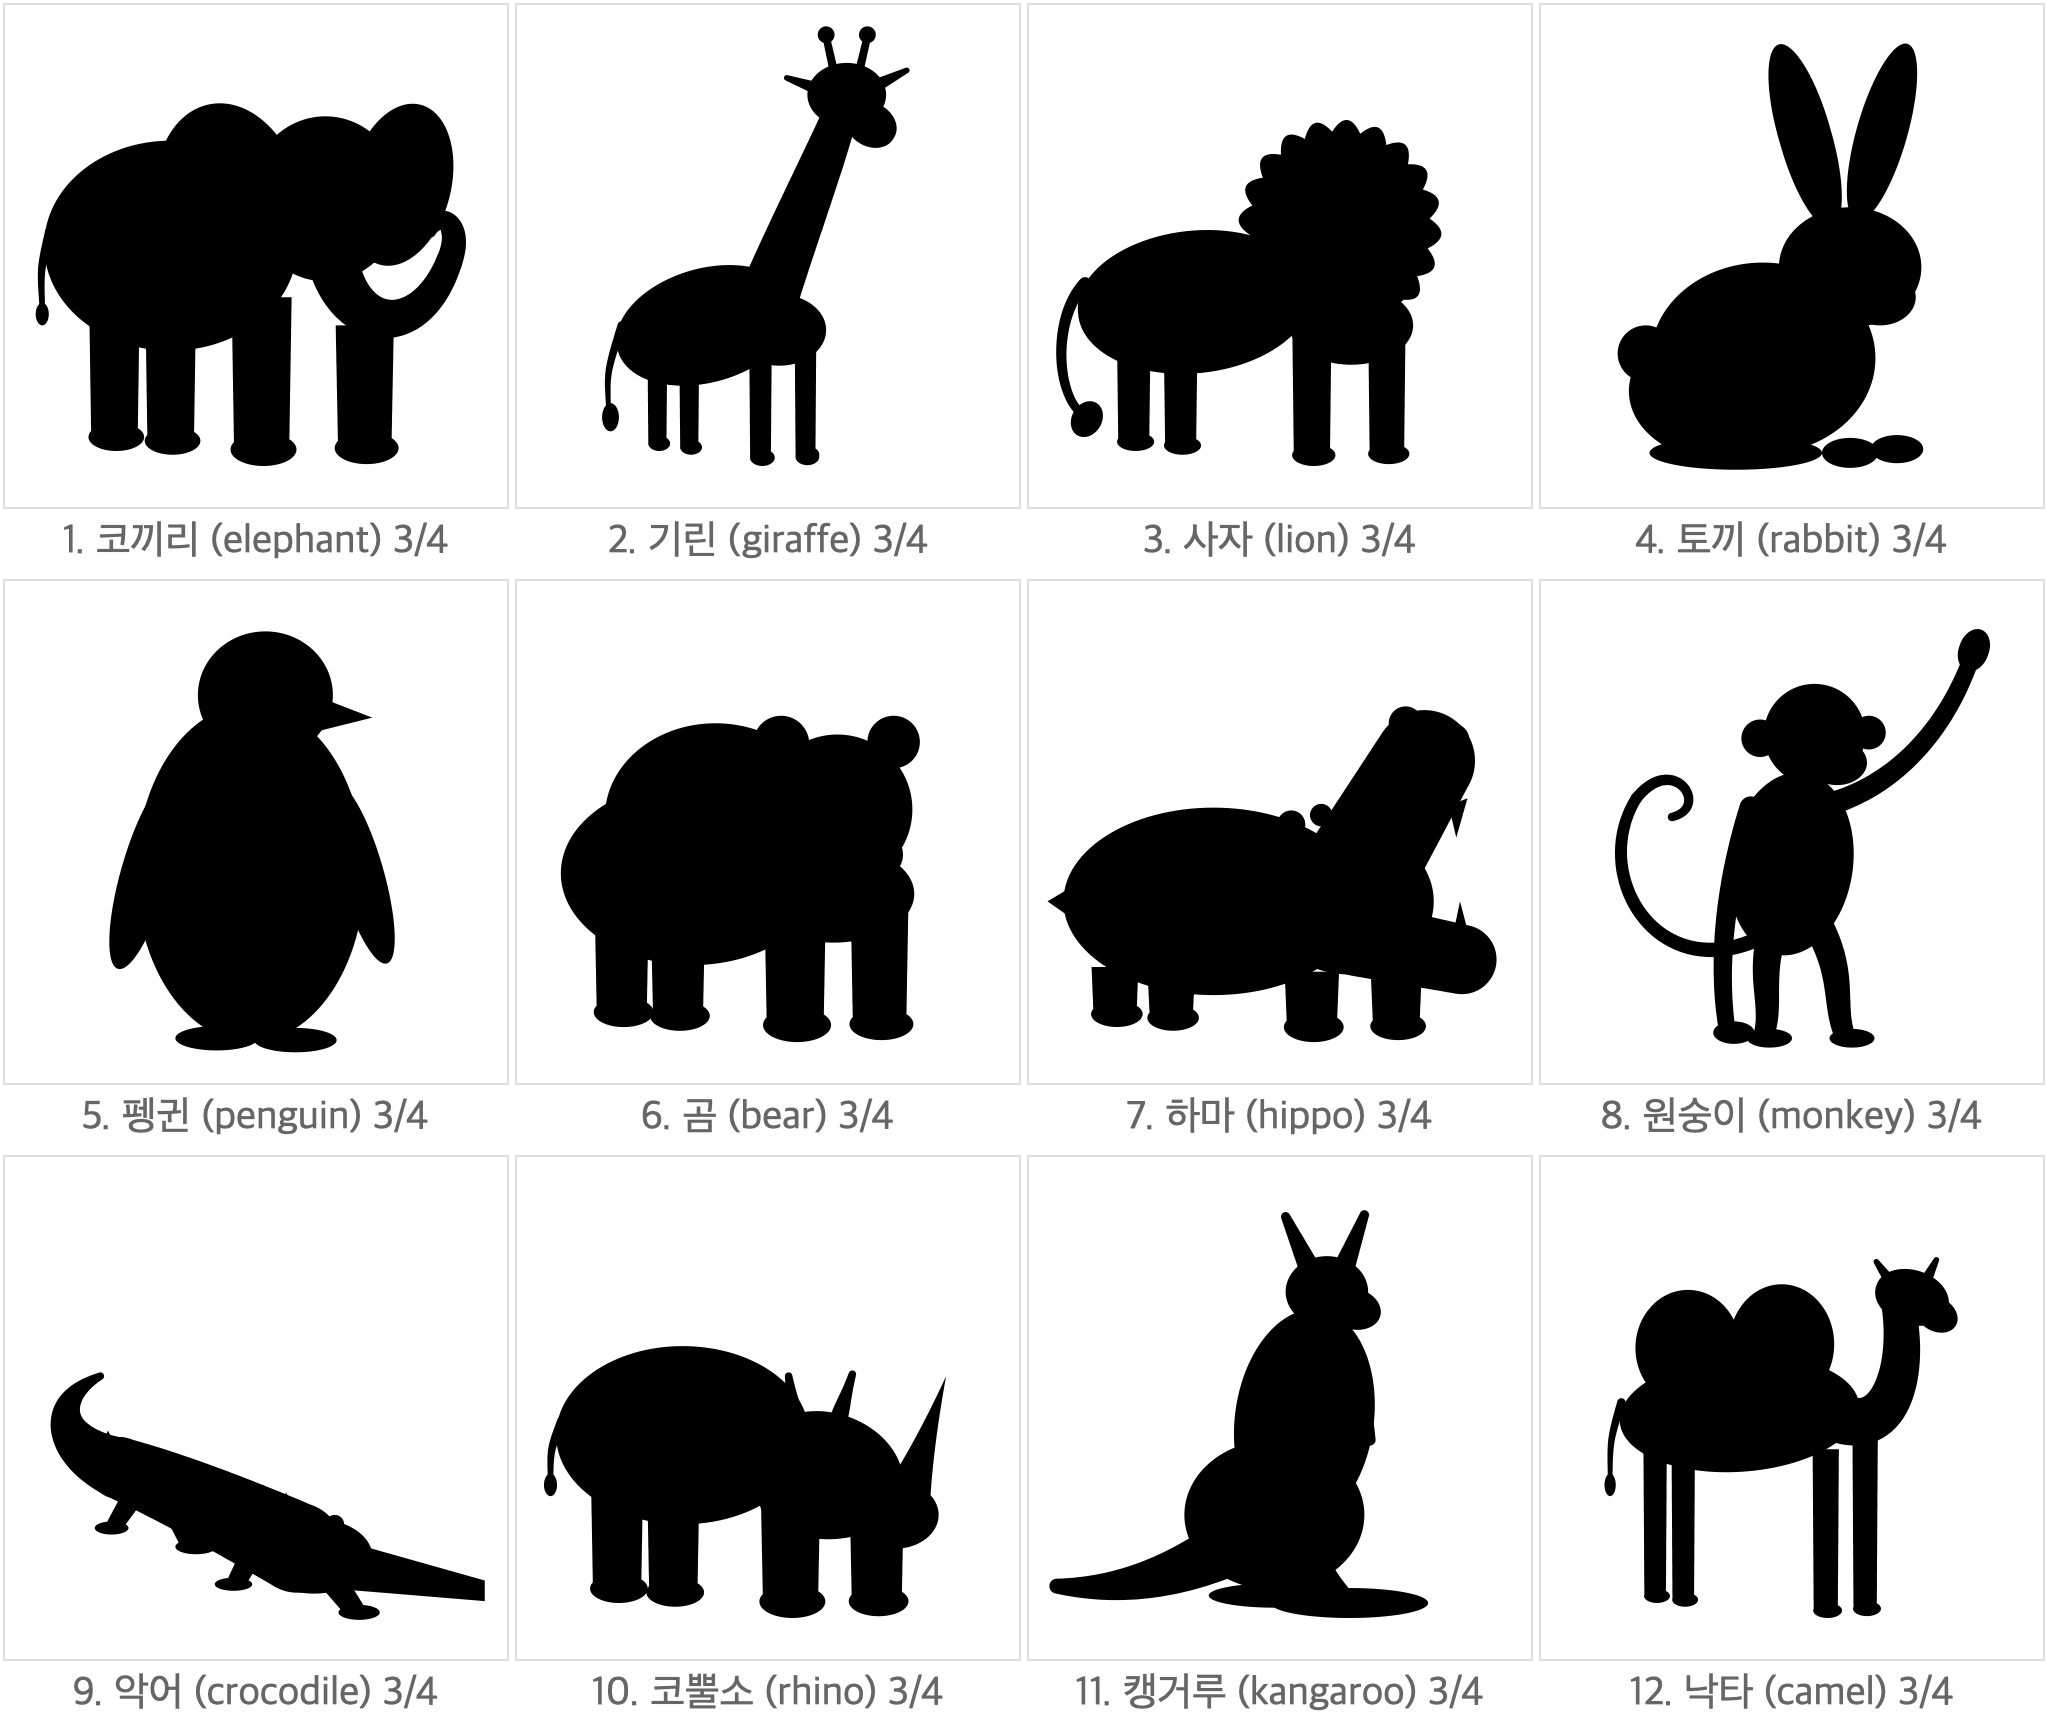 1. 코끼리 (elephant) 3/4
2. 기린 (giraffe) 3/4
3. 사자 (lion) 3/4
4. 토끼 (rabbit) 3/4
5. 펭귄 (penguin) 3/4
6. 곰 (bear) 3/4
7. 하마 (hippo) 3/4
8. 원숭이 (monkey) 3/4
9. 악어 (crocodile) 3/4
10. 코뿔소 (rhino) 3/4
11. 캥거루 (kangaroo) 3/4
12. 낙타 (camel) 3/4